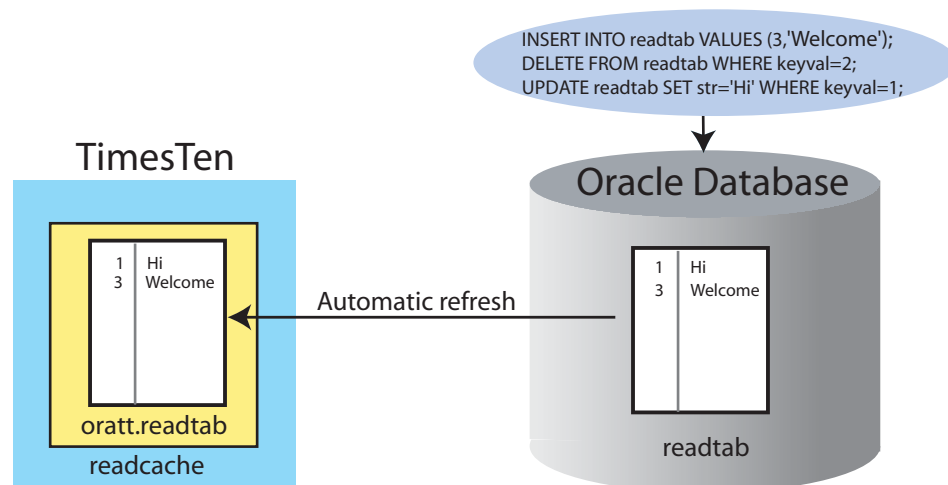 INSERT INTO readtab VALUES (3,'Welcome');
DELETE FROM readtab WHERE keyval=2;
UPDATE readtab SET str='Hi' WHERE keyval=1;
TimesTen
Oracle Database
1 Hi
3 Welcome
Automatic refresh
1 Hi
3 Welcome
oratt.readtab
readcache
readtab